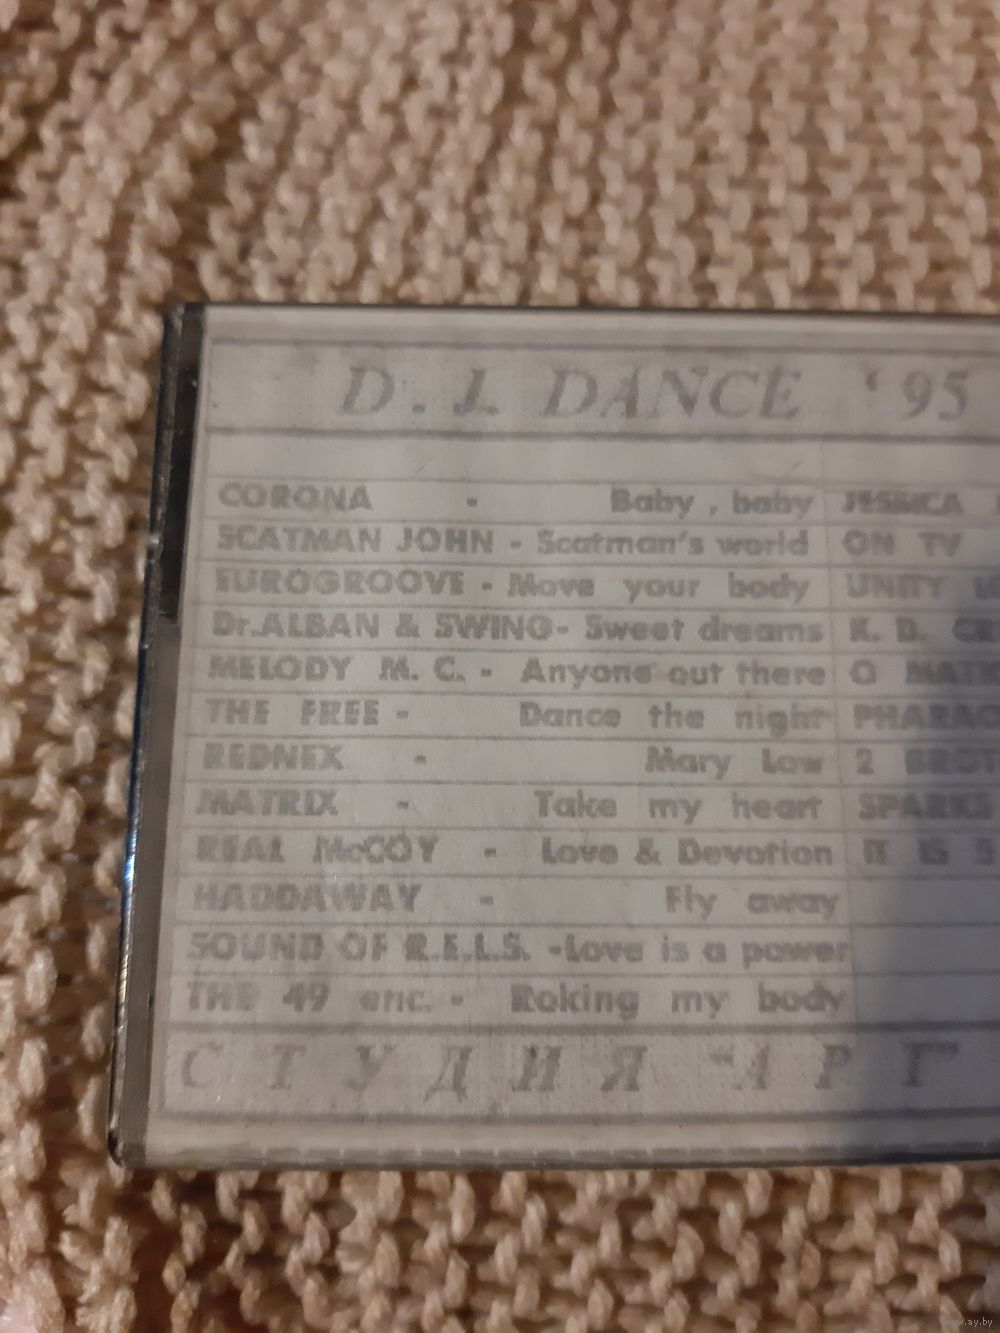 D. J. DANCE '95
CORONA - Baby, baby
SCATMAN JOHN - Scatman's world
EUROGROOVE - Move your body
Dr.ALBAN & SWING- Sweet dreams
MELODY M. C. - Anyone out there
THE FREE - Dance the night
REDNEX - Mary Low
MATRIX - Take my heart
REAL McCOY - Love & Devotion
HADDAWAY - Fly away
SOUND OF R.E.L.S. -Love is a power
THE 49 enc. - Roking my body
JESSICA
ON TV
UNITY
K. D.
O
2
SPARKS
IT IS 5
СТУДИЯ "АРТ"
www.ay.by